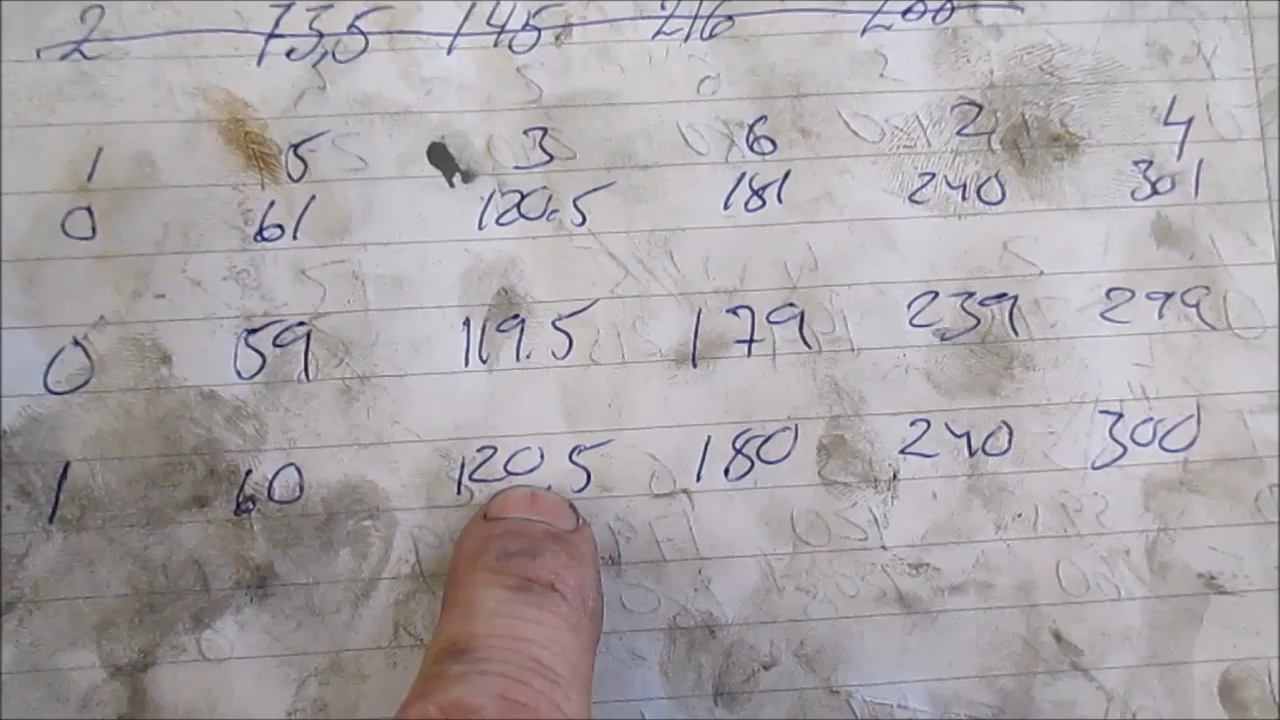 2 73,5 145 216
1 5 3 6 2 4
0 61 120.5 181 240 301
0 59 119.5 179 239 299
1 60 120.5 180 240 300